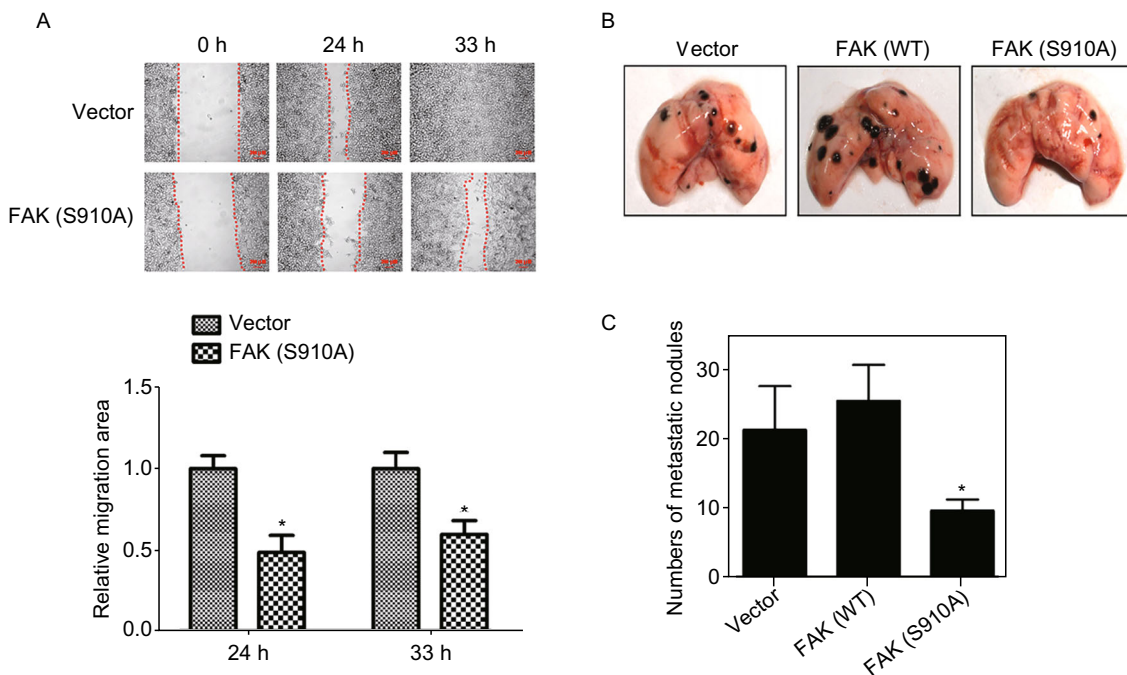 A
0 h 24 h 33 h
Vector
FAK (S910A)
Vector
FAK (S910A)
Relative migration area
1.5
1.0
0.5
0.0
* *
24 h 33 h
B
Vector FAK (WT) FAK (S910A)
C
Numbers of metastatic nodules
30
20
10
0
*
Vector
FAK (WT)
FAK (S910A)